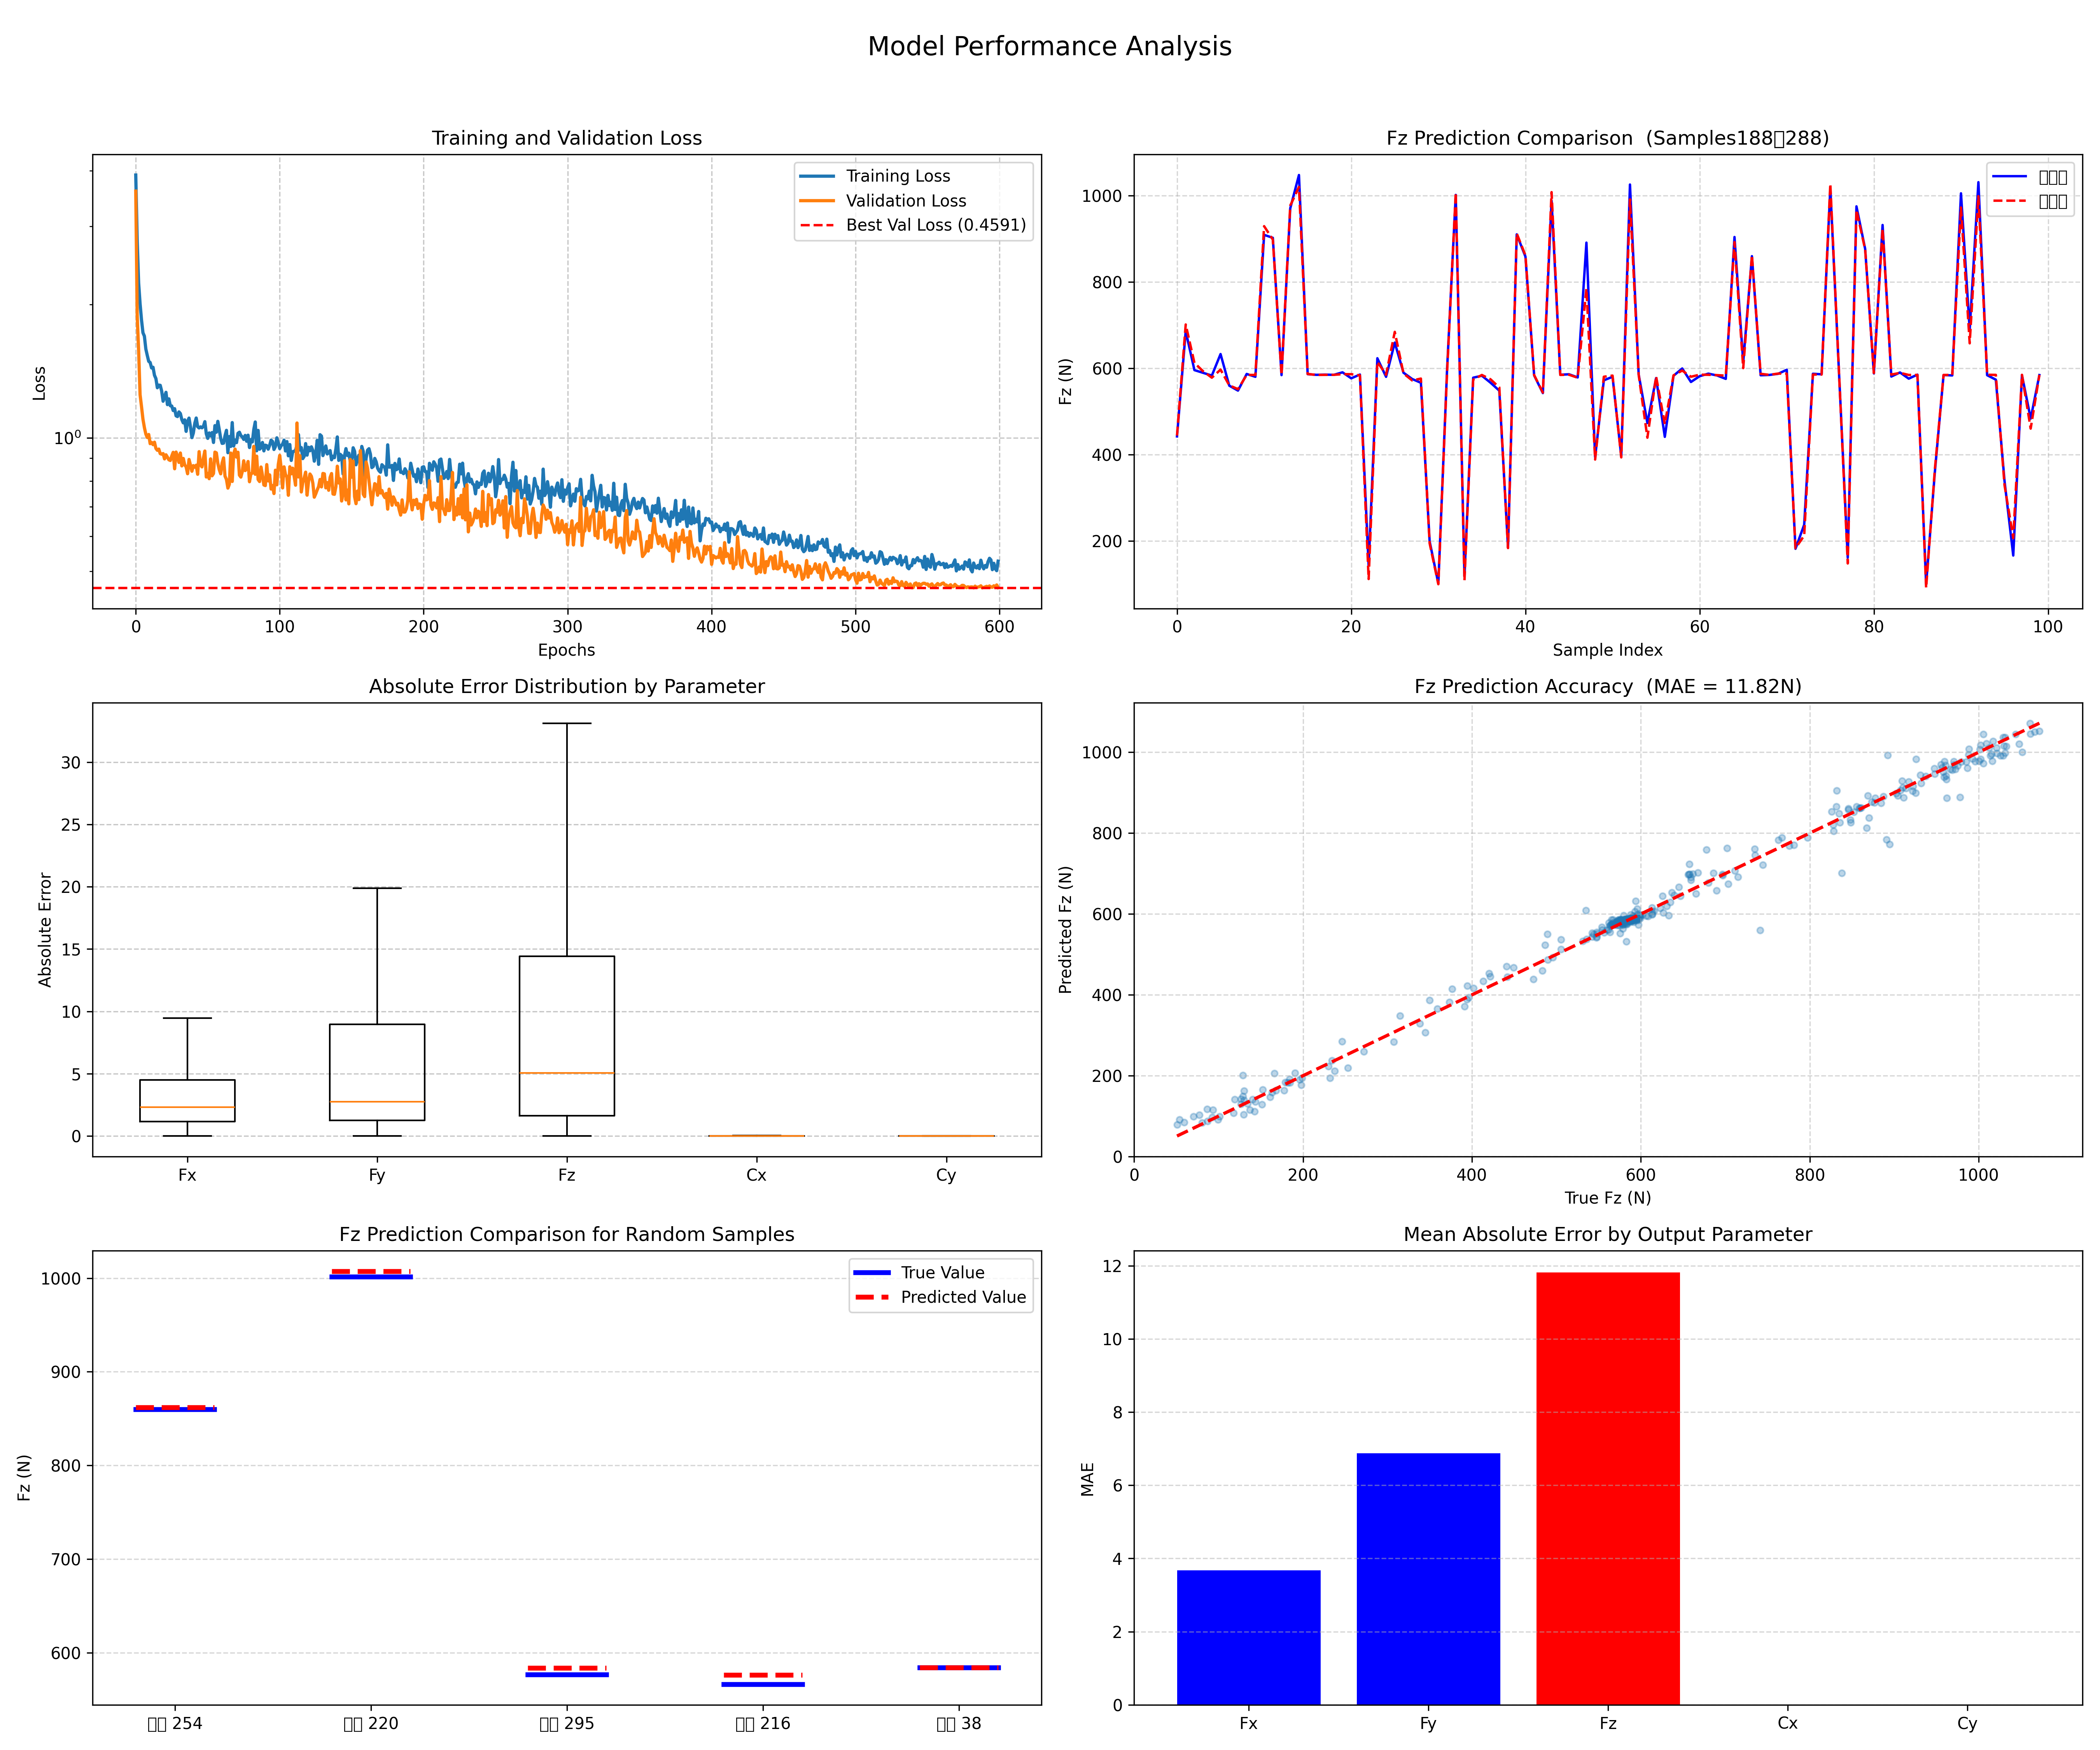 Model Performance Analysis
Training and Validation Loss
Loss
10⁰
Training Loss
Validation Loss
Best Val Loss (0.4591)
0 100 200 300 400 500 600
Epochs
Fz Prediction Comparison (Samples188□288)
Fz (N)
1000
800
600
400
200
□□□
□□□
0 20 40 60 80 100
Sample Index
Absolute Error Distribution by Parameter
Absolute Error
30
25
20
15
10
5
0
Fx Fy Fz Cx Cy
Fz Prediction Accuracy (MAE = 11.82N)
Predicted Fz (N)
1000
800
600
400
200
0
0 200 400 600 800 1000
True Fz (N)
Fz Prediction Comparison for Random Samples
Fz (N)
1000
900
800
700
600
True Value
Predicted Value
□□ 254 □□ 220 □□ 295 □□ 216 □□ 38
Mean Absolute Error by Output Parameter
MAE
12
10
8
6
4
2
0
Fx Fy Fz Cx Cy